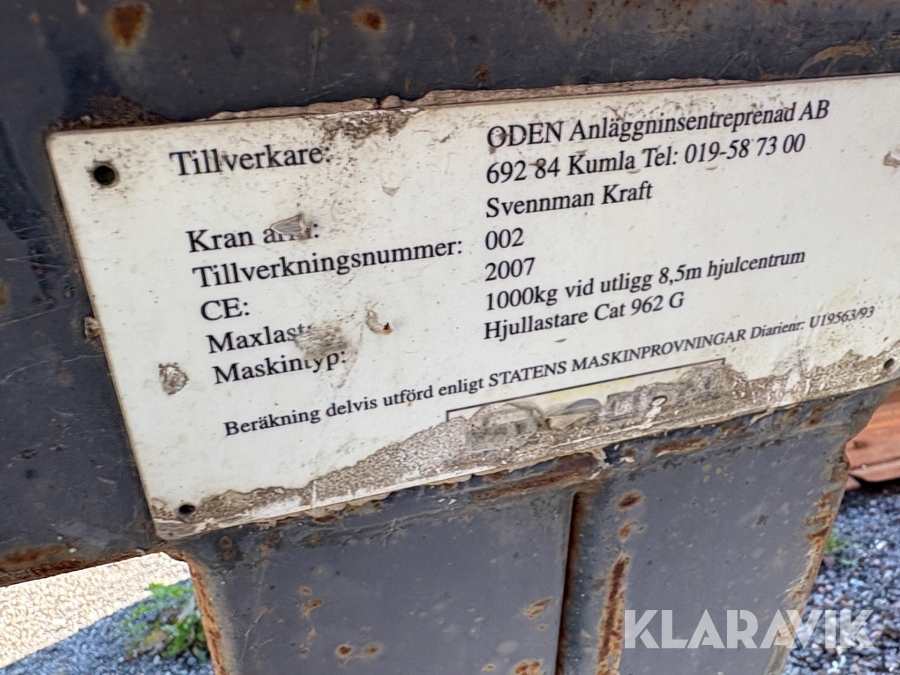 Tillverkare: ODEN Anläggninsentreprenad AB
692 84 Kumla Tel: 019-58 73 00
Kran Svennman Kraft
Tillverkningsnummer: 002
CE: 2007
Maxlast: 1000kg vid utligg 8,5m hjulcentrum
Maskintyp: Hjullastare Cat 962 G
Beräkning delvis utförd enligt STATENS MASKINPROVNINGAR Diarienr: U19563/93
KLARAVIK